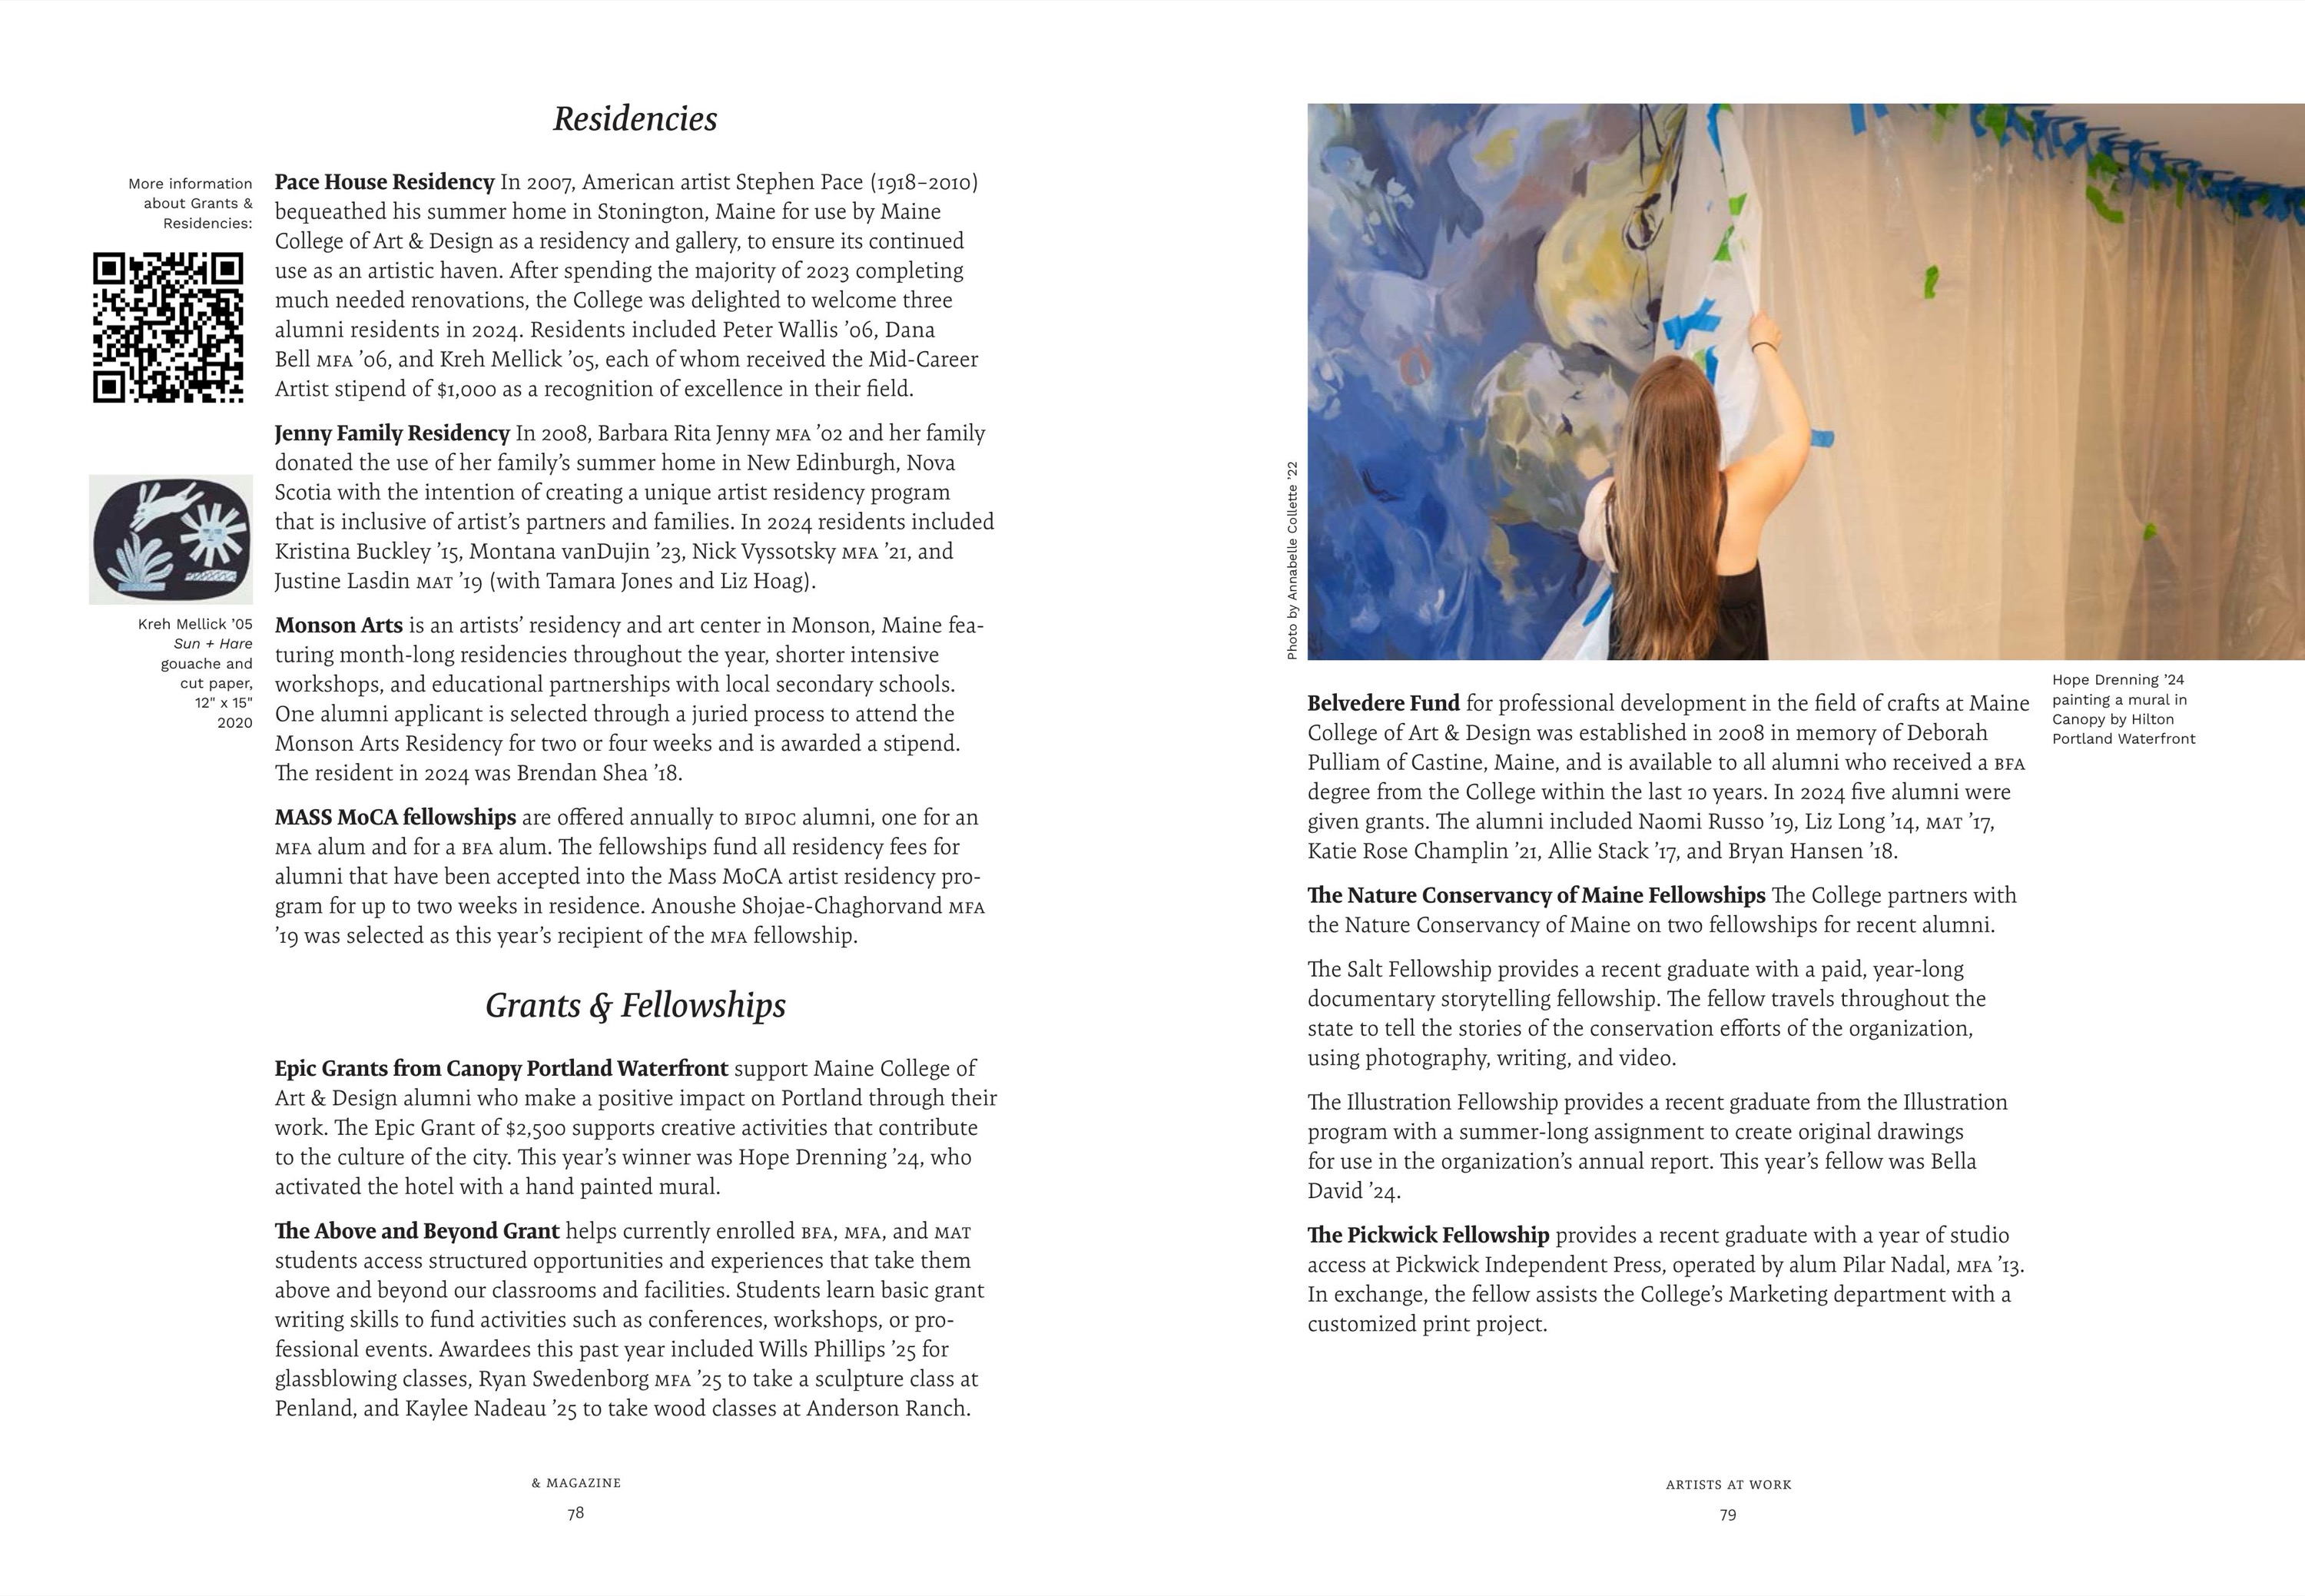 Residencies
More information
about Grants &
Residencies:
Pace House Residency In 2007, American artist Stephen Pace (1918–2010)
bequeathed his summer home in Stonington, Maine for use by Maine
College of Art & Design as a residency and gallery, to ensure its continued
use as an artistic haven. After spending the majority of 2023 completing
much needed renovations, the College was delighted to welcome three
alumni residents in 2024. Residents included Peter Wallis ’06, Dana
Bell MFA ’06, and Kreh Mellick ’05, each of whom received the Mid-Career
Artist stipend of $1,000 as a recognition of excellence in their field.
Jenny Family Residency In 2008, Barbara Rita Jenny MFA ’02 and her family
donated the use of her family’s summer home in New Edinburgh, Nova
Scotia with the intention of creating a unique artist residency program
that is inclusive of artist’s partners and families. In 2024 residents included
Kristina Buckley ’15, Montana vanDujin ’23, Nick Vyssotsky MFA ’21, and
Justine Lasdin MAT ’19 (with Tamara Jones and Liz Hoag).
Kreh Mellick ’05
Sun + Hare
gouache and
cut paper,
12" x 15"
2020
Monson Arts is an artists’ residency and art center in Monson, Maine fea-
turing month-long residencies throughout the year, shorter intensive
workshops, and educational partnerships with local secondary schools.
One alumni applicant is selected through a juried process to attend the
Monson Arts Residency for two or four weeks and is awarded a stipend.
The resident in 2024 was Brendan Shea ’18.
MASS MoCA fellowships are offered annually to BIPOC alumni, one for an
MFA alum and for a BFA alum. The fellowships fund all residency fees for
alumni that have been accepted into the Mass MoCA artist residency pro-
gram for up to two weeks in residence. Anoushe Shojae-Chaghorvand MFA
’19 was selected as this year’s recipient of the MFA fellowship.
Grants & Fellowships
Epic Grants from Canopy Portland Waterfront support Maine College of
Art & Design alumni who make a positive impact on Portland through their
work. The Epic Grant of $2,500 supports creative activities that contribute
to the culture of the city. This year’s winner was Hope Drenning ’24, who
activated the hotel with a hand painted mural.
The Above and Beyond Grant helps currently enrolled BFA, MFA, and MAT
students access structured opportunities and experiences that take them
above and beyond our classrooms and facilities. Students learn basic grant
writing skills to fund activities such as conferences, workshops, or pro-
fessional events. Awardees this past year included Wills Phillips ’25 for
glassblowing classes, Ryan Swedenborg MFA ’25 to take a sculpture class at
Penland, and Kaylee Nadeau ’25 to take wood classes at Anderson Ranch.
& MAGAZINE
78
Photo by Annabelle Collette ’22
Hope Drenning ’24
painting a mural in
Canopy by Hilton
Portland Waterfront
Belvedere Fund for professional development in the field of crafts at Maine
College of Art & Design was established in 2008 in memory of Deborah
Pulliam of Castine, Maine, and is available to all alumni who received a BFA
degree from the College within the last 10 years. In 2024 five alumni were
given grants. The alumni included Naomi Russo ’19, Liz Long ’14, MAT ’17,
Katie Rose Champlin ’21, Allie Stack ’17, and Bryan Hansen ’18.
The Nature Conservancy of Maine Fellowships The College partners with
the Nature Conservancy of Maine on two fellowships for recent alumni.
The Salt Fellowship provides a recent graduate with a paid, year-long
documentary storytelling fellowship. The fellow travels throughout the
state to tell the stories of the conservation efforts of the organization,
using photography, writing, and video.
The Illustration Fellowship provides a recent graduate from the Illustration
program with a summer-long assignment to create original drawings
for use in the organization’s annual report. This year’s fellow was Bella
David ’24.
The Pickwick Fellowship provides a recent graduate with a year of studio
access at Pickwick Independent Press, operated by alum Pilar Nadal, MFA ’13.
In exchange, the fellow assists the College’s Marketing department with a
customized print project.
ARTISTS AT WORK
79